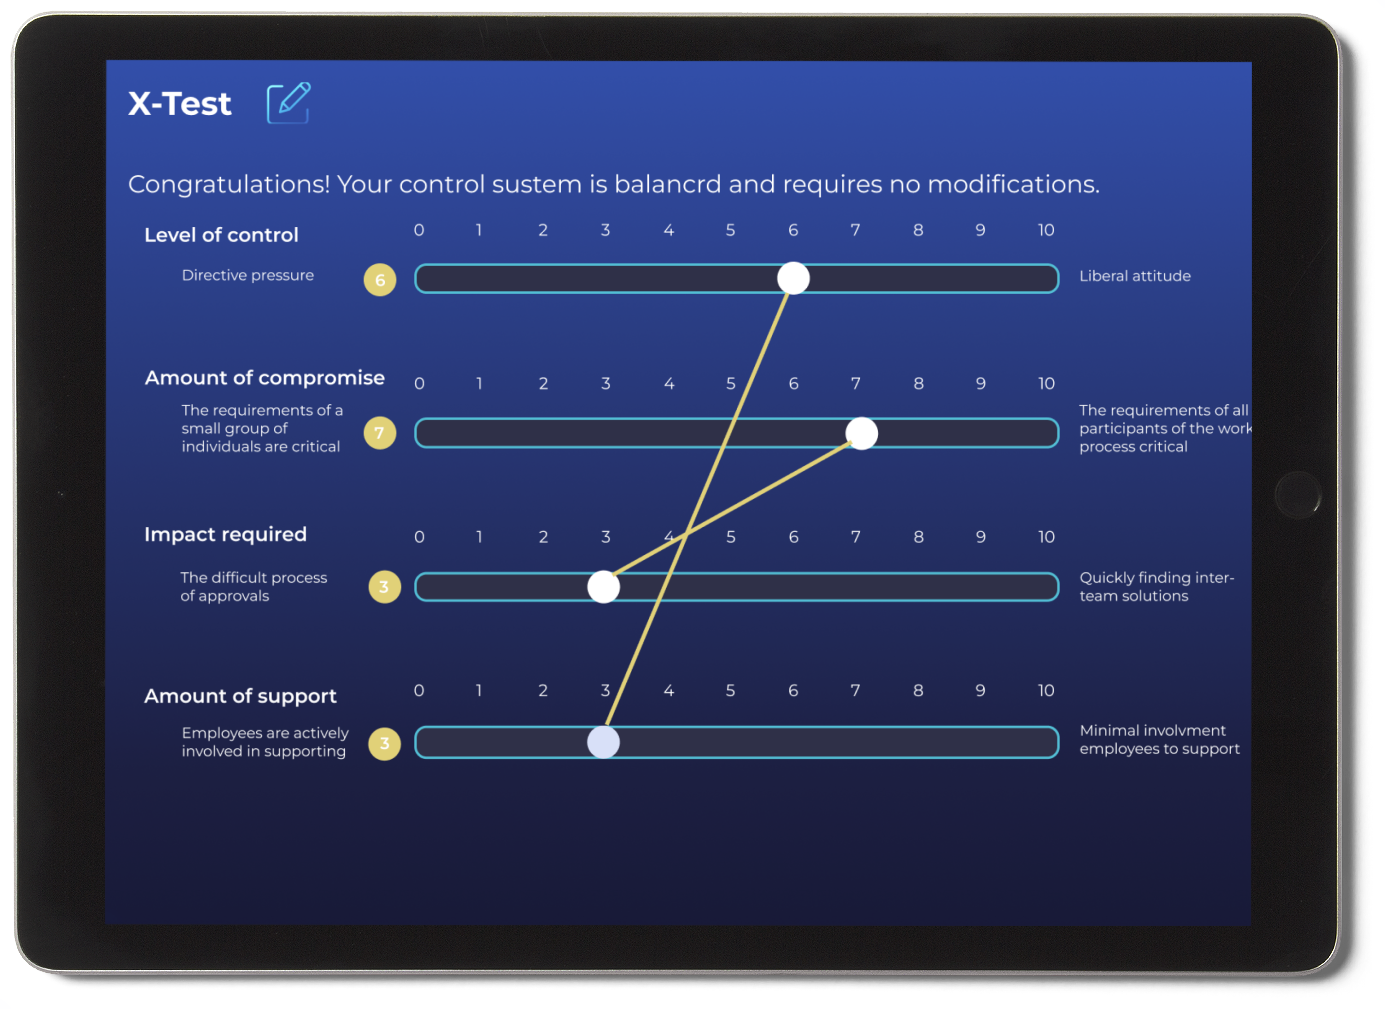 X-Test
Congratulations! Your control sustem is balancrd and requires no modifications.
Level of control
0 1 2 3 4 5 6 7 8 9 10
Directive pressure
6
Liberal attitude
Amount of compromise
0 1 2 3 4 5 6 7 8 9 10
The requirements of a
small group of
individuals are critical
7
The requirements of all
participants of the work
process critical
Impact required
0 1 2 3 4 5 6 7 8 9 10
The difficult process
of approvals
3
Quickly finding inter-
team solutions
Amount of support
0 1 2 3 4 5 6 7 8 9 10
Employees are actively
involved in supporting
3
Minimal involvment
employees to support